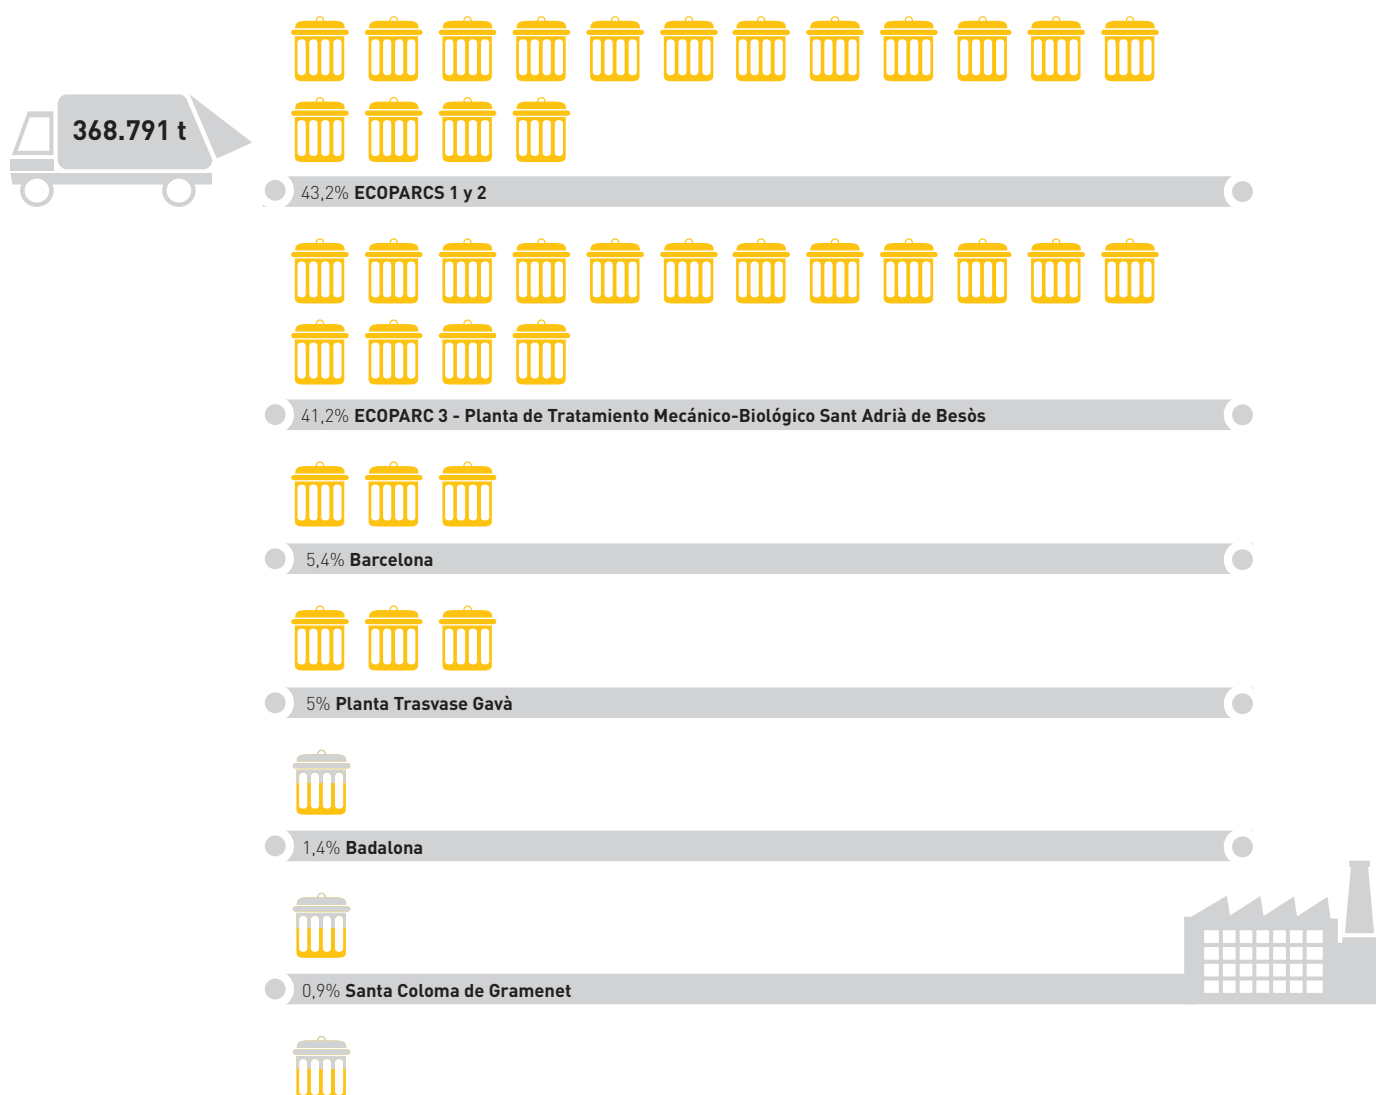 368.791 t
43,2% ECOPARCS 1 y 2
41,2% ECOPARC 3 - Planta de Tratamiento Mecánico-Biológico Sant Adrià de Besòs
5,4% Barcelona
5% Planta Trasvase Gavà
1,4% Badalona
0,9% Santa Coloma de Gramenet